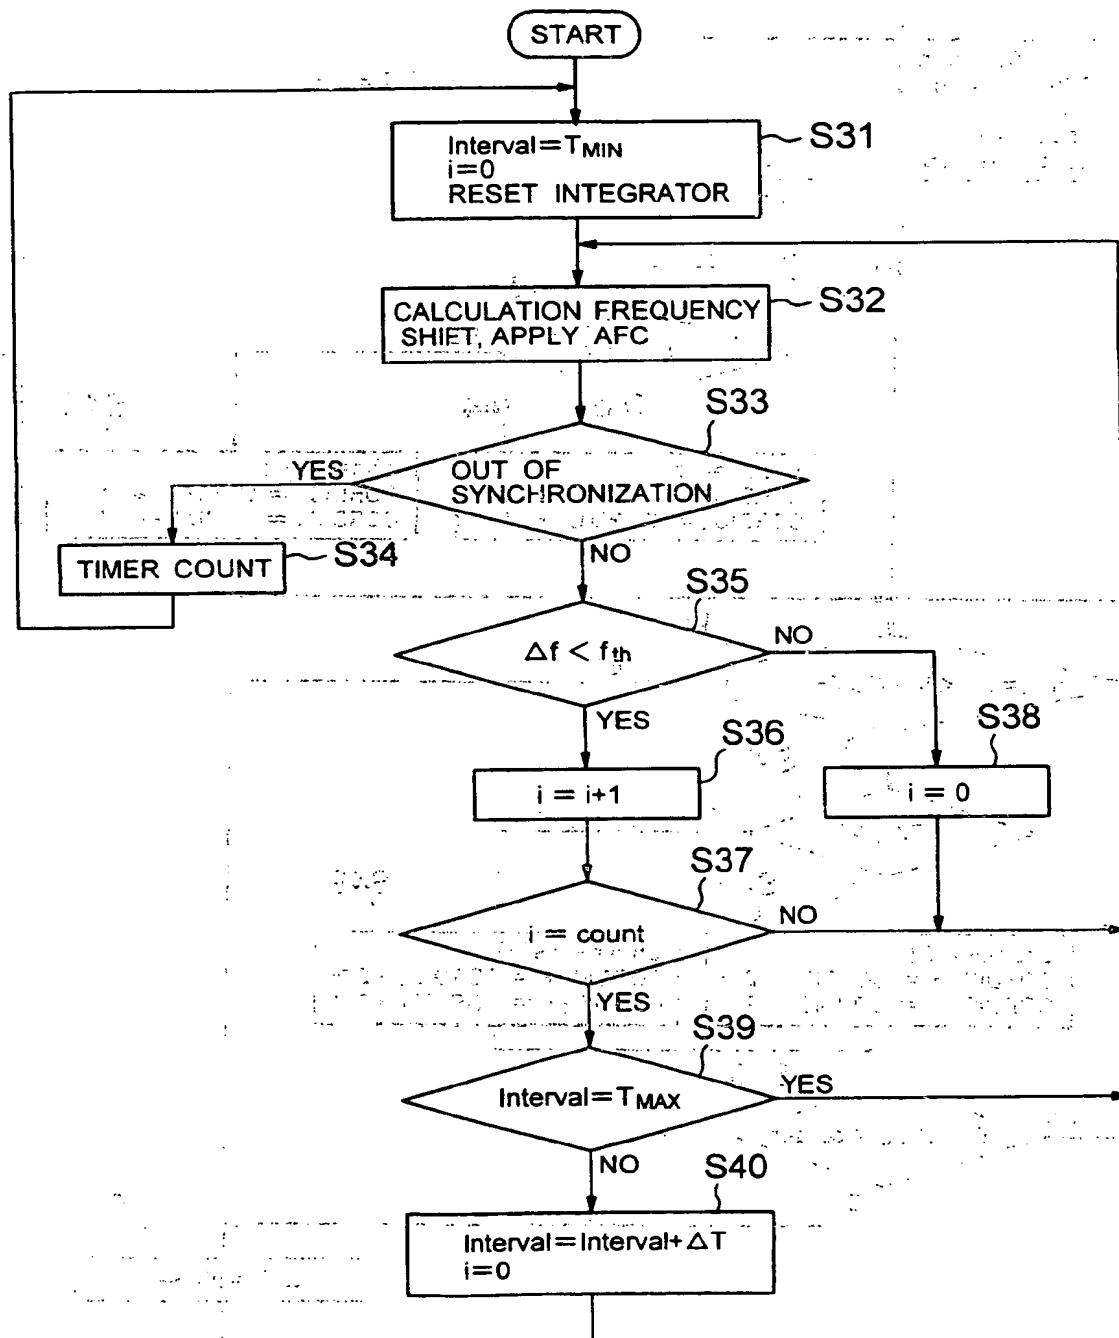 START
Interval=TMIN
i=0
RESET INTEGRATOR
S31
CALCULATION FREQUENCY
SHIFT, APPLY AFC
S32
S33
YES
OUT OF
SYNCHRONIZATION
NO
TIMER COUNT
S34
S35
Δf < fth
NO
YES
S36
i = i+1
S38
i = 0
S37
i = count
NO
YES
S39
Interval=TMAX
YES
NO
S40
Interval=Interval+ΔT
i=0